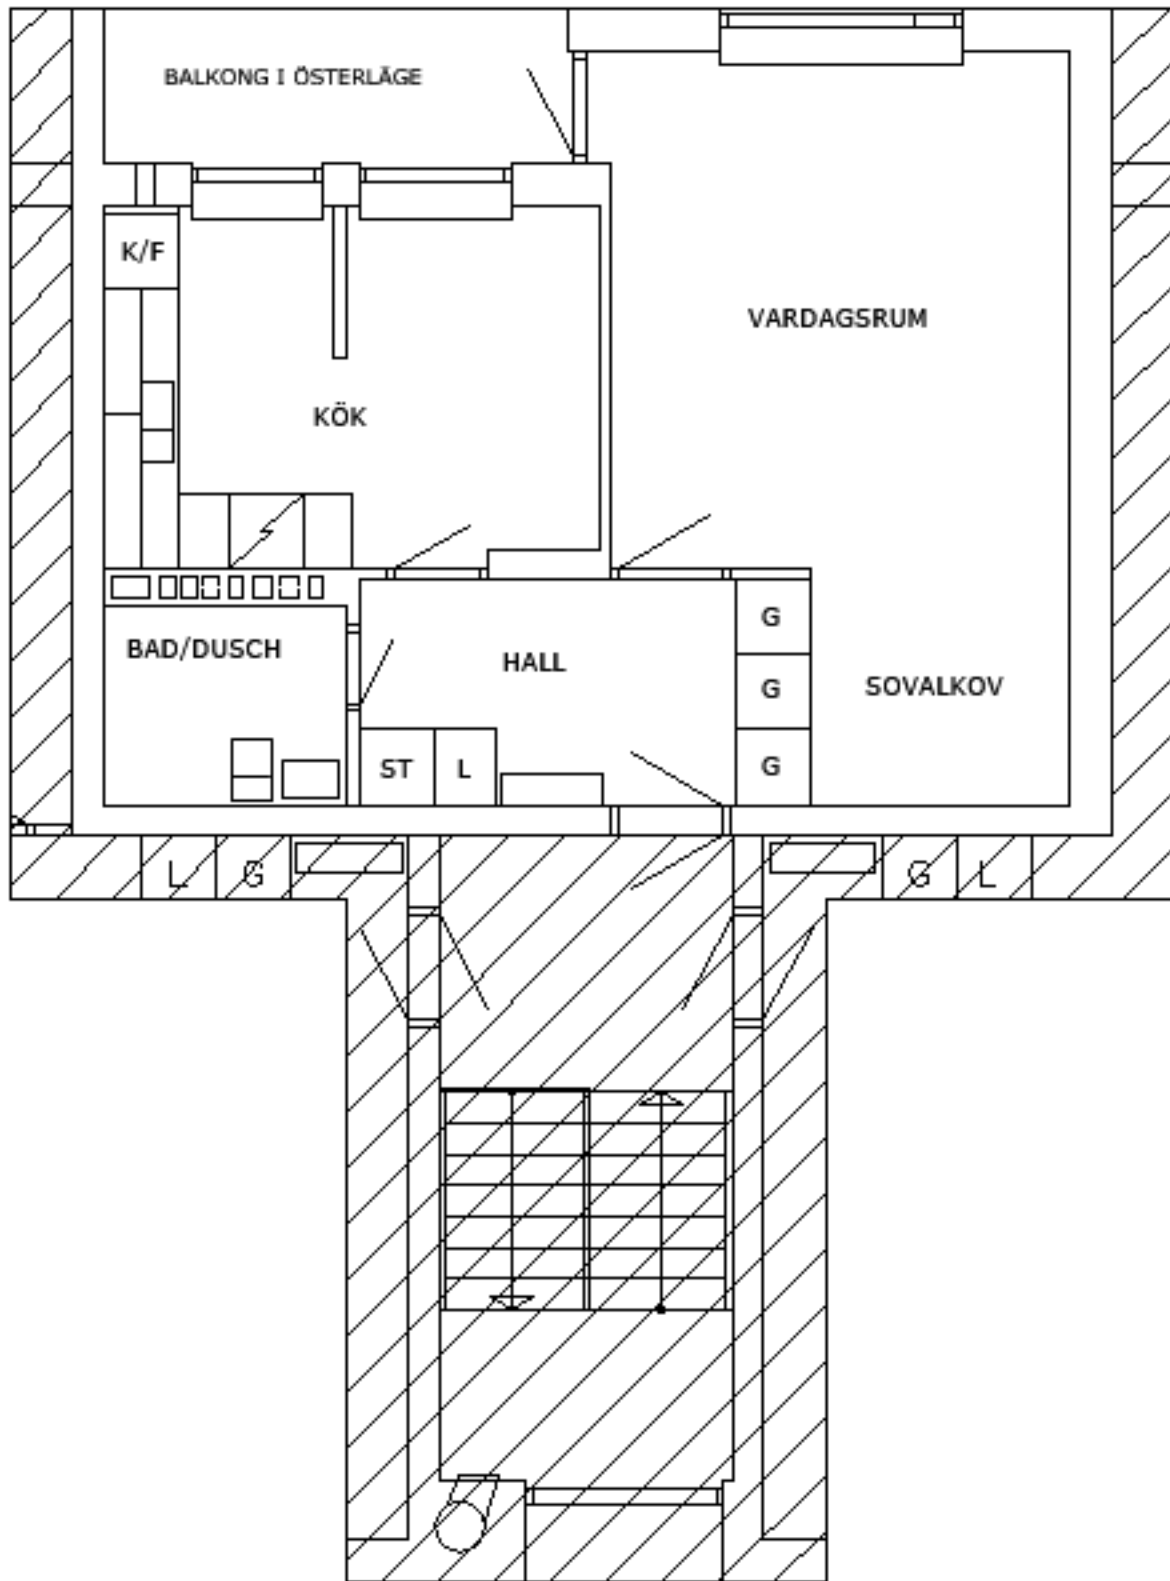 BALKONG I ÖSTERLÄGE
K/F
VARDAGSRUM
KÖK
G
BAD/DUSCH
HALL
G
SOVALKOV
ST
L
G
L
G
G
L